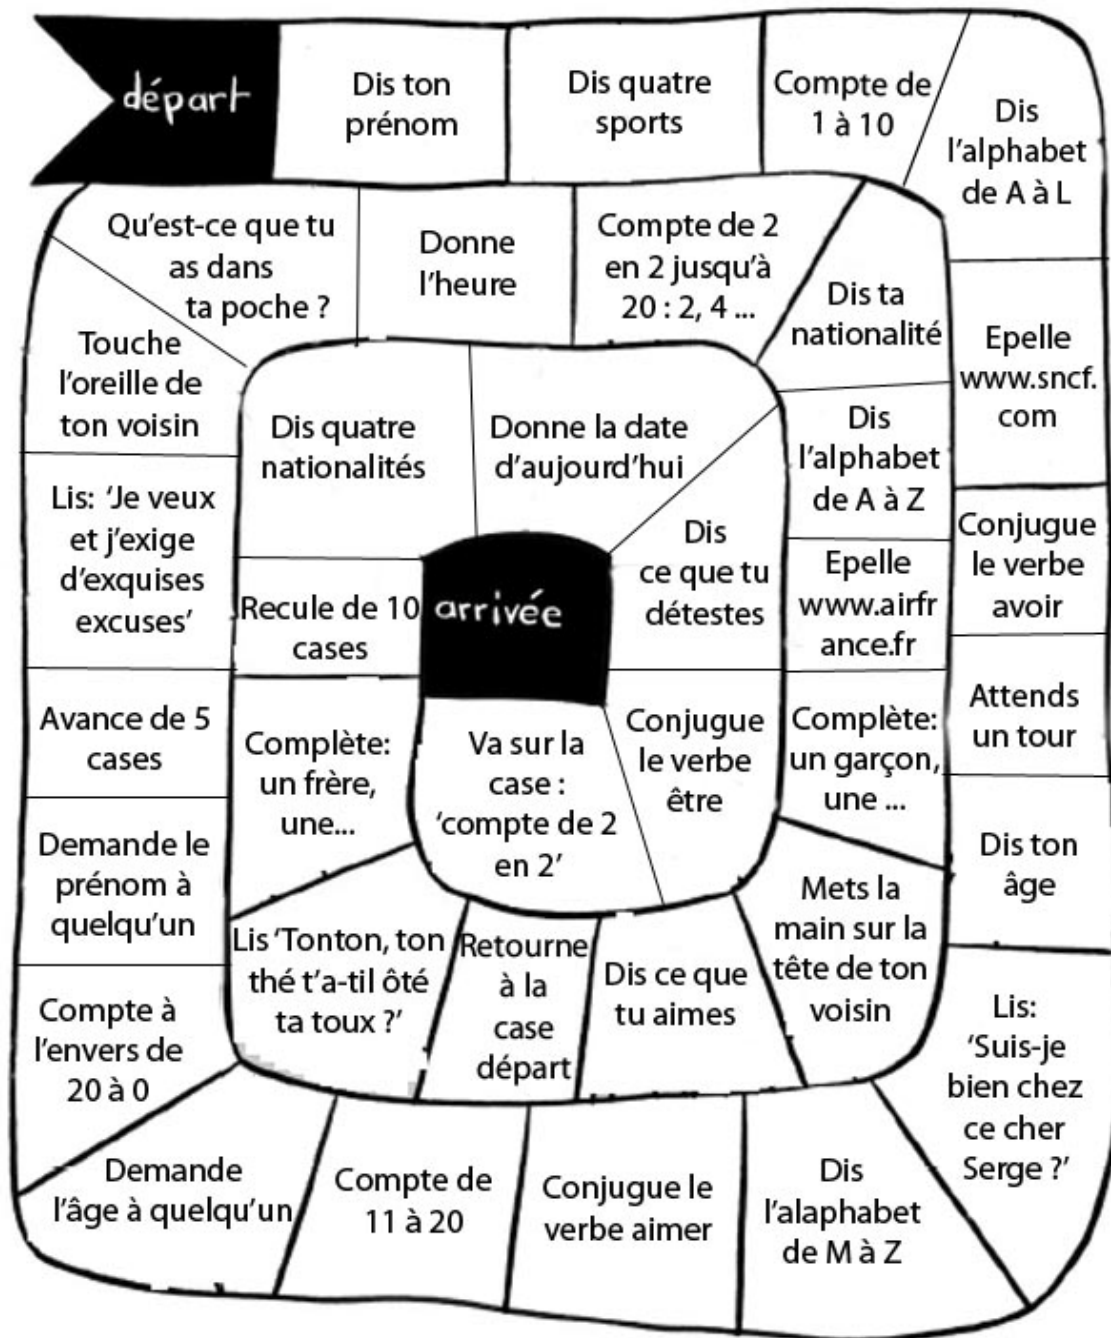 départ
Dis ton
prénom
Dis quatre
sports
Compte de
1 à 10
Dis
l'alphabet
de A à L
Epelle
www.sncf.
com
Conjugue
le verbe
avoir
Attends
un tour
Dis ton
âge
Lis:
‘Suis-je
bien chez
ce cher
Serge ?’
Dis
l'alaphabet
de M à Z
Conjugue le
verbe aimer
Compte de
11 à 20
Demande
l'âge à quelqu'un
Compte à
l'envers de
20 à 0
Demande le
prénom à
quelqu'un
Avance de 5
cases
Lis: ‘Je veux
et j'exige
d'exquises
excuses’
Touche
l'oreille de
ton voisin
Qu'est-ce que tu
as dans
ta poche ?
Donne
l'heure
Compte de 2
en 2 jusqu'à
20 : 2, 4 ...
Dis ta
nationalité
Dis
l'alphabet
de A à Z
Epelle
www.airfr
ance.fr
Complète:
un garçon,
une ...
Mets la
main sur la
tête de ton
voisin
Dis ce que
tu aimes
Retourne
à la
case
départ
Lis ‘Tonton, ton
thé t'a-til ôté
ta toux ?’
Complète:
un frère,
une...
Recule de 10
cases
Dis quatre
nationalités
Donne la date
d'aujourd'hui
Dis
ce que tu
détestes
Conjugue
le verbe
être
Va sur la
case :
‘compte de 2
en 2’
arrivée